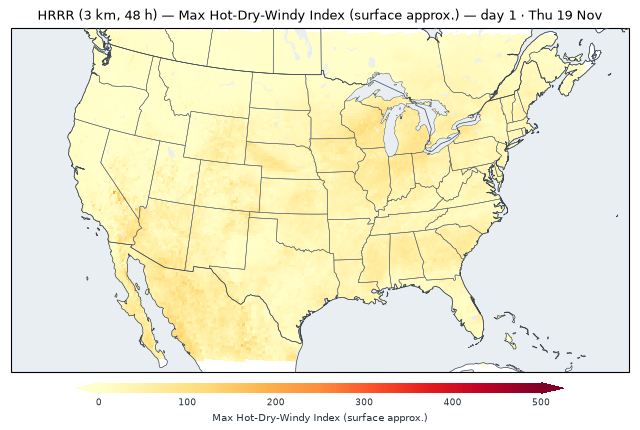 HRRR (3 km, 48 h) — Max Hot-Dry-Windy Index (surface approx.) — day 1 · Thu 19 Nov
0 100 200 300 400 500
Max Hot-Dry-Windy Index (surface approx.)